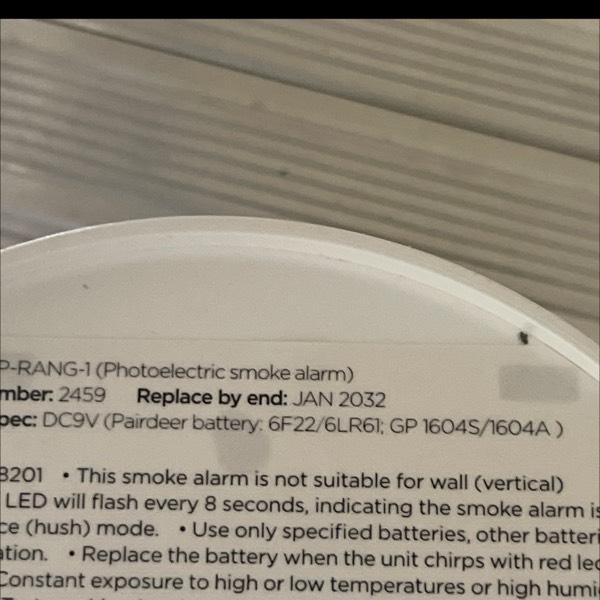 P-RANG-1 (Photoelectric smoke alarm)
mber: 2459 Replace by end: JAN 2032
pec: DC9V (Pairdeer battery: 6F22/6LR61; GP 1604S/1604A )
8201 • This smoke alarm is not suitable for wall (vertical)
LED will flash every 8 seconds, indicating the smoke alarm is
ce (hush) mode. • Use only specified batteries, other batteri
ation. • Replace the battery when the unit chirps with red led
Constant exposure to high or low temperatures or high humi